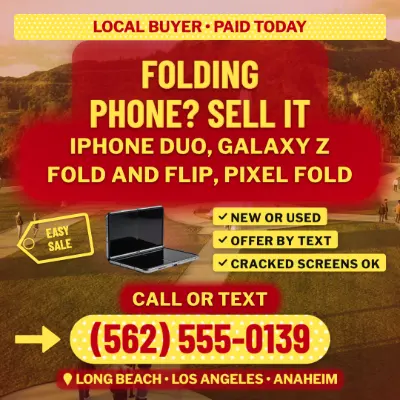 LOCAL BUYER • PAID TODAY
FOLDING
PHONE? SELL IT
IPHONE DUO, GALAXY Z
FOLD AND FLIP, PIXEL FOLD
EASY
SALE
✓ NEW OR USED
✓ OFFER BY TEXT
✓ CRACKED SCREENS OK
CALL OR TEXT
(562) 555-0139
LONG BEACH • LOS ANGELES • ANAHEIM